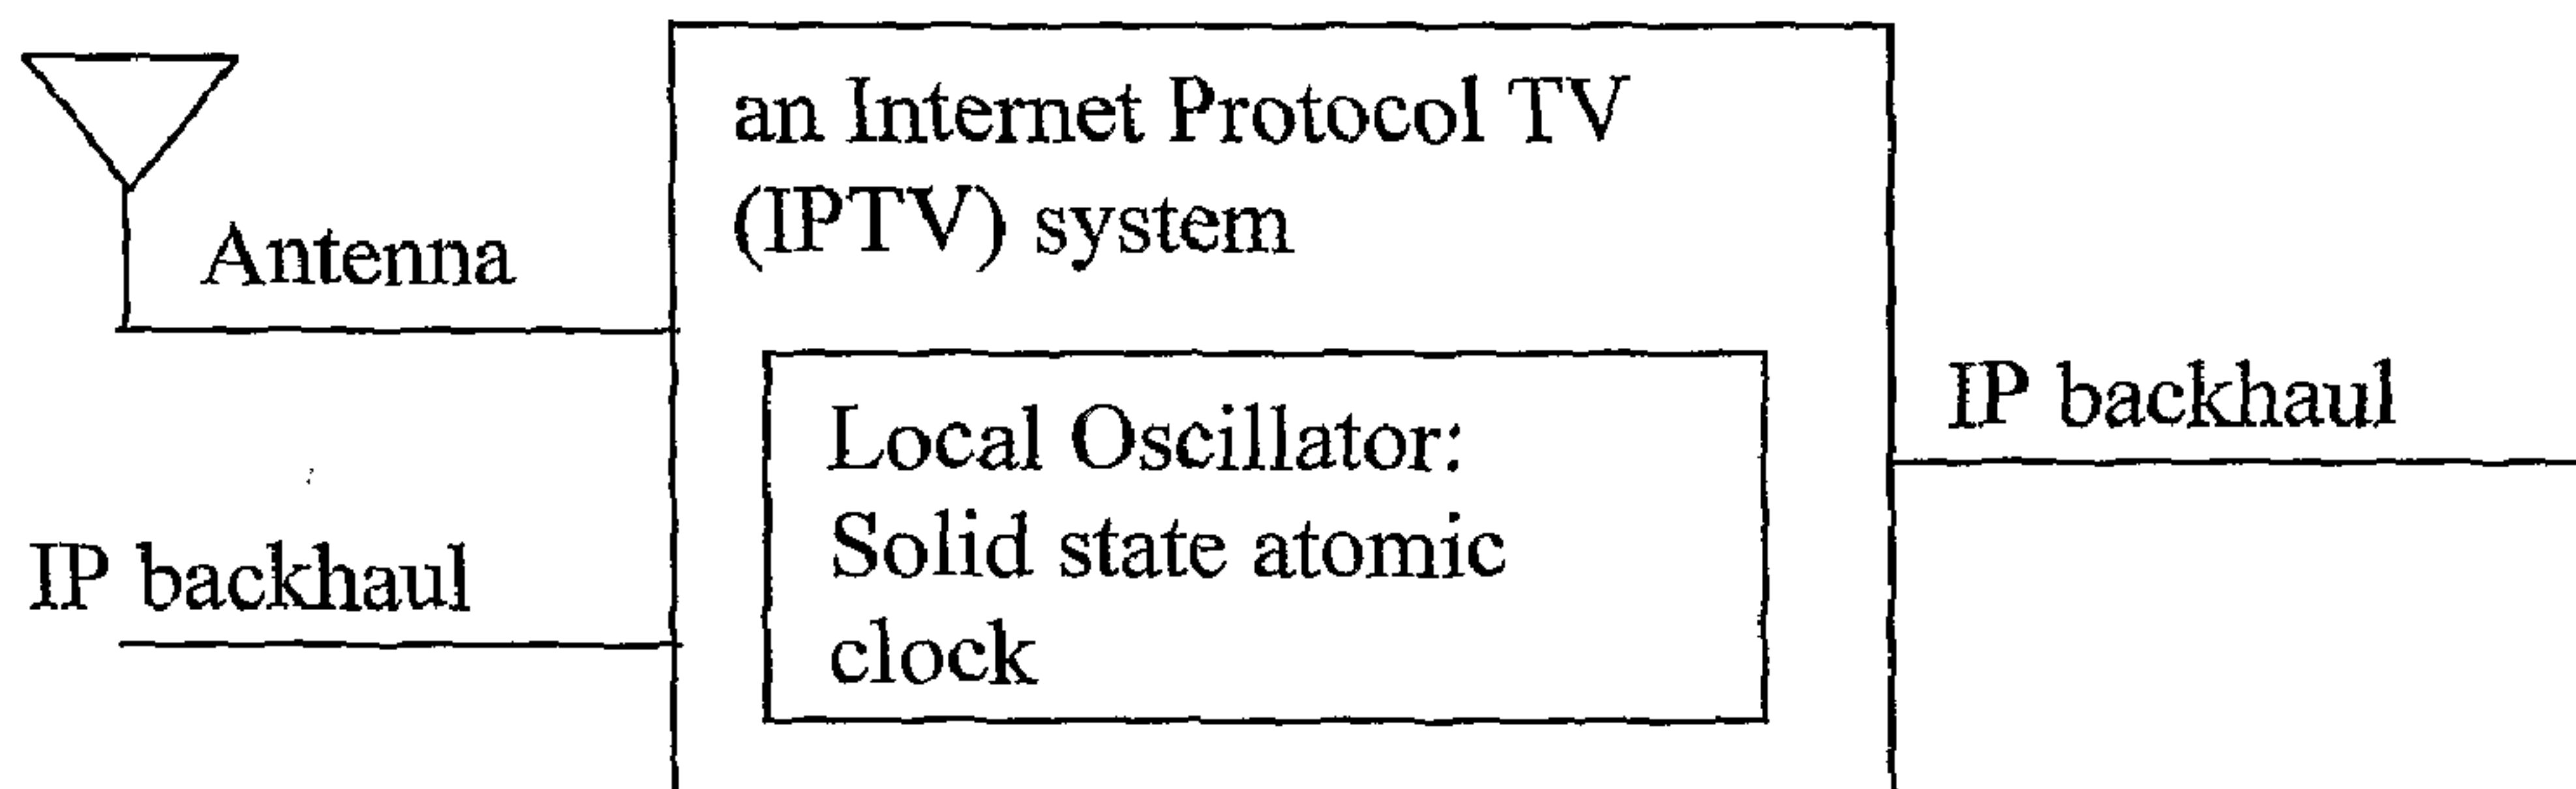 Antenna
IP backhaul
an Internet Protocol TV
(IPTV) system
Local Oscillator:
Solid state atomic
clock
IP backhaul